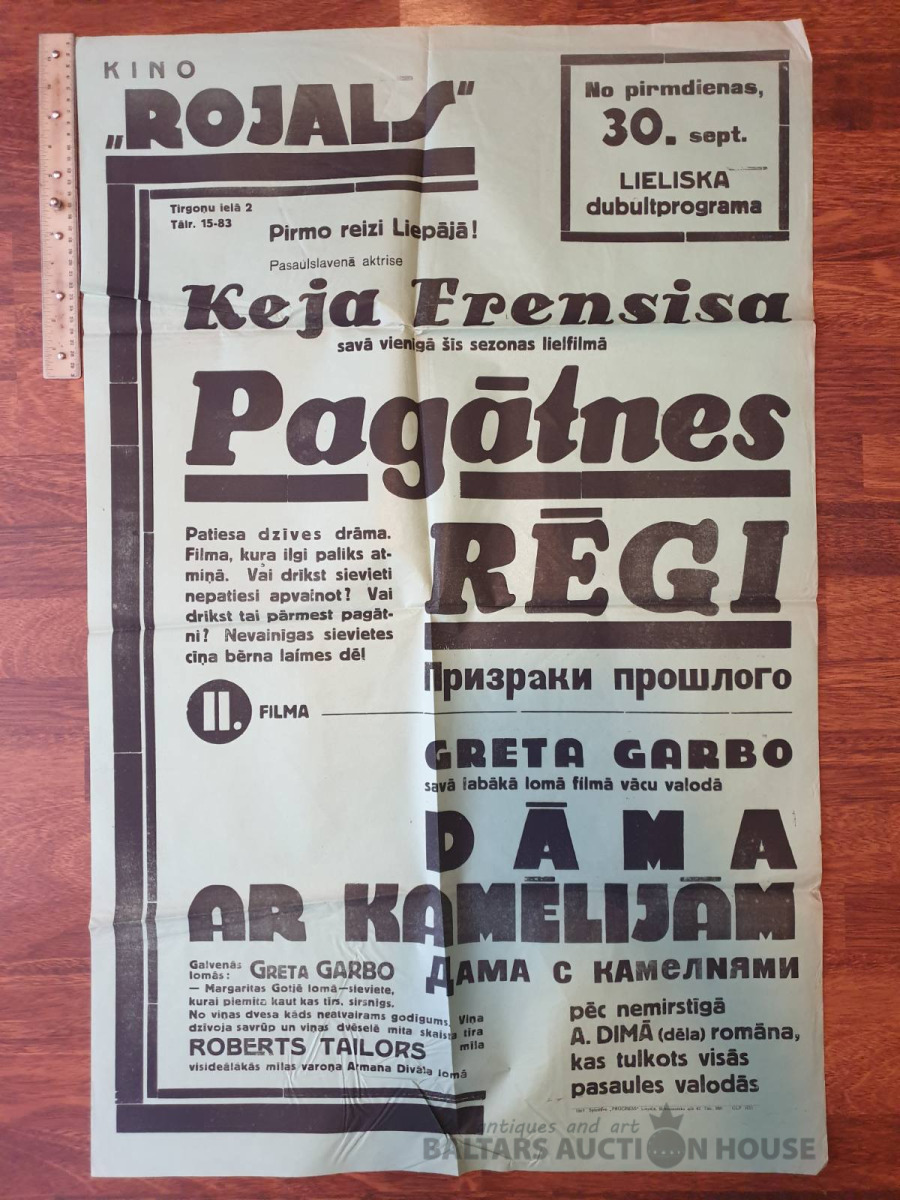 KINO
„ROJALS“
No pirmdienas,
30. sept.
LIELISKA
dubultprograma
Tirgoņu ielā 2
Tālr. 15-83
Pirmo reizi Liepājā!
Pasaulslavenā aktrise
Keja Frensisa
savā vienīgā šīs sezonas lielfilmā
Pagātnes
RĒGI
Patiesa dzīves drāma.
Filma, kuŗa ilgi paliks at-
miņā. Vai drīkst sievieti
nepatiesi apvainot? Vai
drīkst tai pārmest pagāt-
ni? Nevainīgas sievietes
cīņa bērna laimes dēļ
Призраки прошлого
II. FILMA
GRETA GARBO
savā labākā lomā filmā vācu valodā
DĀMA
AR KAMĒLIJĀM
Дама с камелиями
Galvenās
lomās: GRETA GARBO
— Margaritas Gotjē lomā—sieviete,
kurai piemita kaut kas tīrs, sirsnīgs.
No viņas dvesa kāds neatvairams godīgums. Viņa
dzīvoja savrup un viņas dvēselē mita skaista tīra
mīla
ROBERTS TAILORS
visideālākās mīlas varoņa Armana Divāla lomā
pēc nemirstīgā
A. DIMĀ (dēla) romāna,
kas tulkots visās
pasaules valodās
antiques and art
BALTARS AUCTION HOUSE